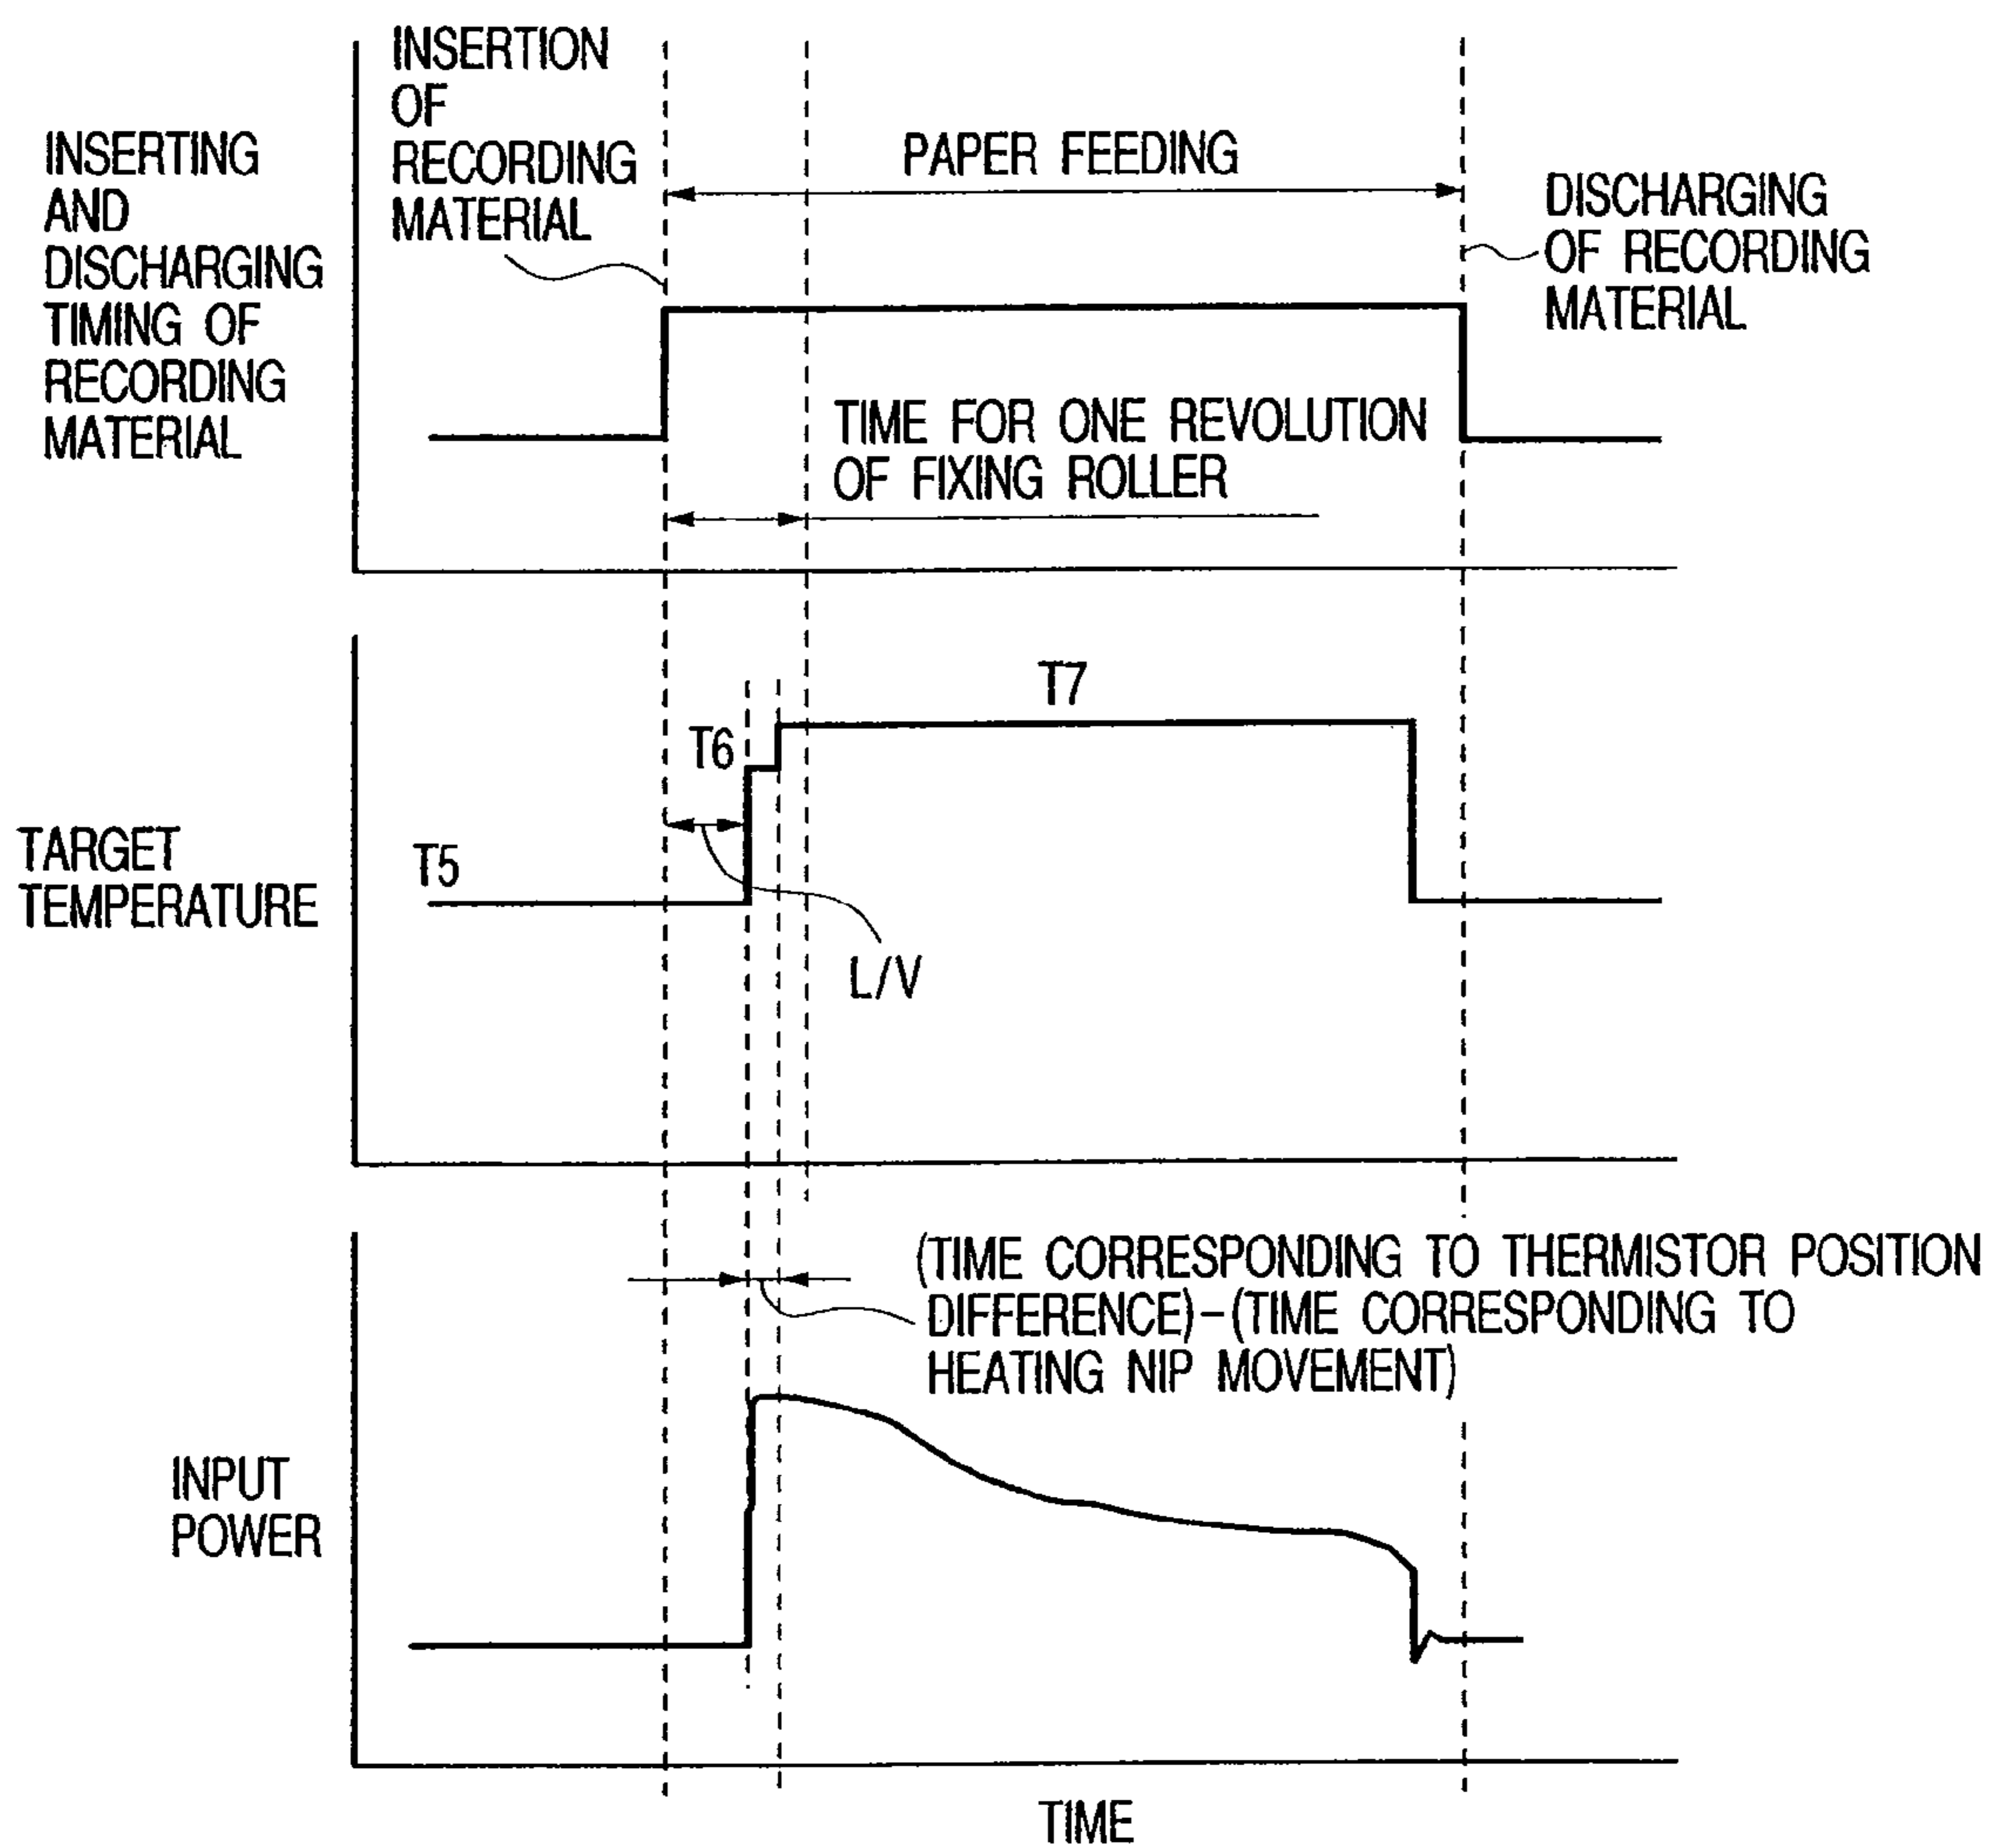 INSERTING
AND
DISCHARGING
TIMING OF
RECORDING
MATERIAL
INSERTION
OF
RECORDING
MATERIAL
PAPER FEEDING
DISCHARGING
OF RECORDING
MATERIAL
TIME FOR ONE REVOLUTION
OF FIXING ROLLER
TARGET
TEMPERATURE
T5
T6
T7
L/V
(TIME CORRESPONDING TO THERMISTOR POSITION
DIFFERENCE)-(TIME CORRESPONDING TO
HEATING NIP MOVEMENT)
INPUT
POWER
TIME